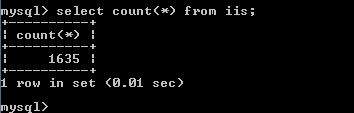 mysql> select count(*) from iis;
+----------+
| count(*) |
+----------+
|     1635 |
+----------+
1 row in set (0.01 sec)
mysql>